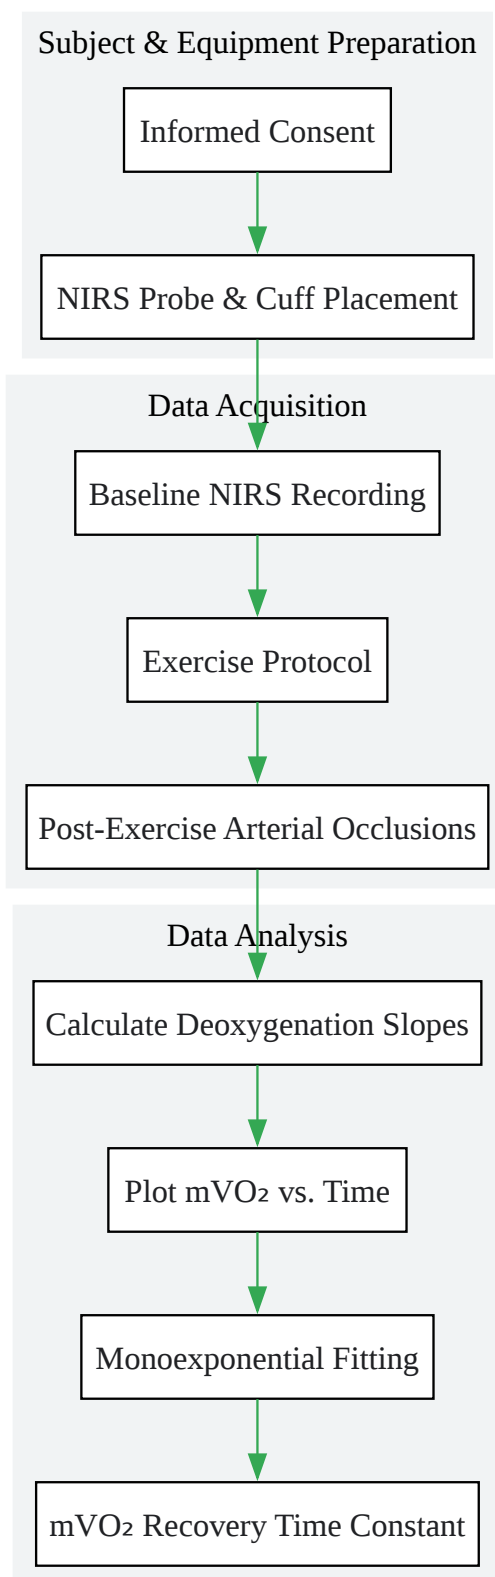 Subject & Equipment Preparation
Informed Consent
NIRS Probe & Cuff Placement
Data Acquisition
Baseline NIRS Recording
Exercise Protocol
Post-Exercise Arterial Occlusions
Data Analysis
Calculate Deoxygenation Slopes
Plot mVO₂ vs. Time
Monoexponential Fitting
mVO₂ Recovery Time Constant